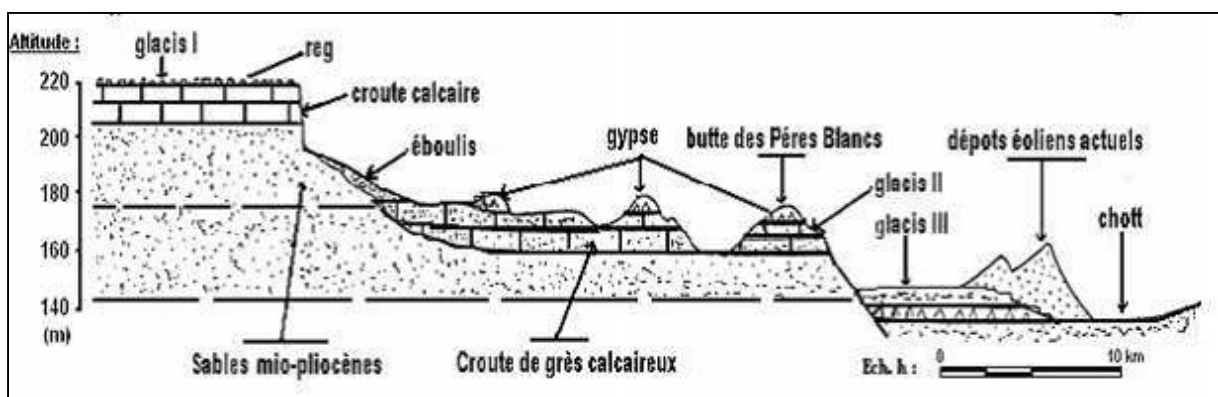 Altitude :
glacis I
reg
220
croute calcaire
200
éboulis
gypse
butte des Péres Blancs
dépots éoliens actuels
180
glacis II
glacis III
chott
160
140
(m)
Sables mio-pliocènes
Croute de grès calcaireux
Ech. h :
0
10 km